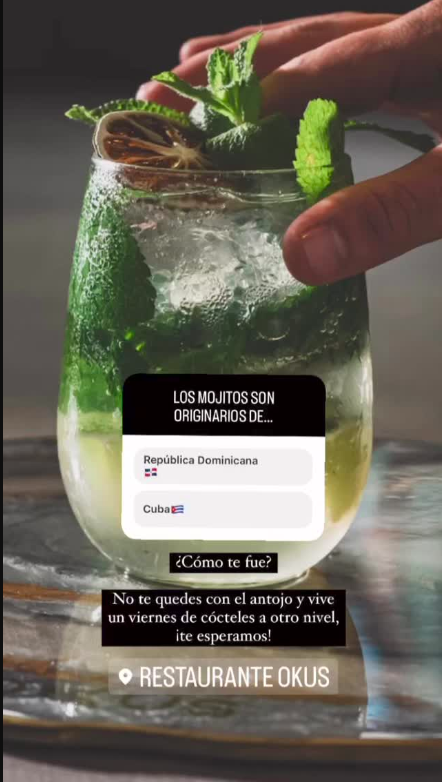 LOS MOJITOS SON
ORIGINARIOS DE...
República Dominicana
🇩🇴
Cuba🇨🇺
¿Cómo te fue?
No te quedes con el antojo y vive
un viernes de cócteles a otro nivel,
¡te esperamos!
RESTAURANTE OKUS